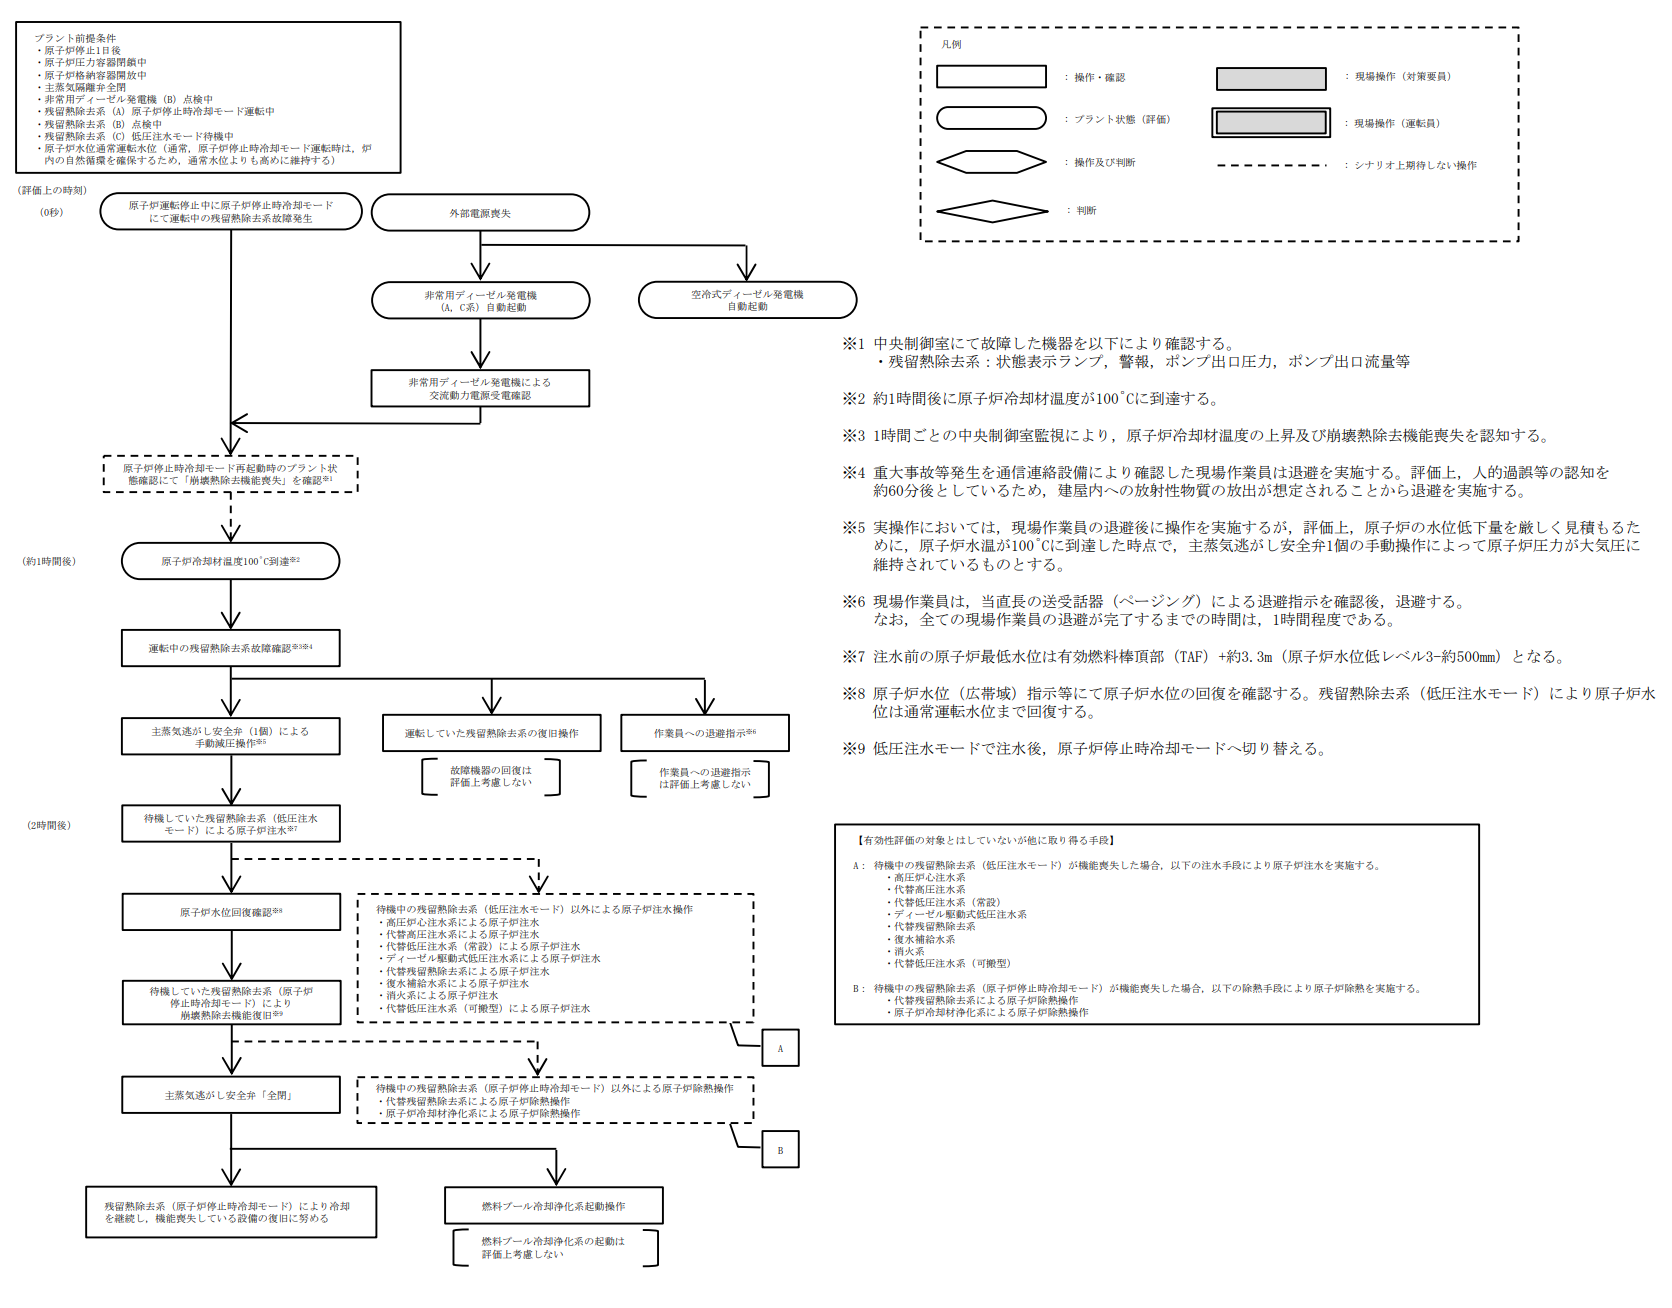 プラント前提条件
・原子炉停止1日後
・原子炉圧力容器閉鎖中
・原子炉格納容器開放中
・主蒸気隔離弁全閉
・非常用ディーゼル発電機（B）点検中
・残留熱除去系（A）原子炉停止時冷却モード運転中
・残留熱除去系（B）点検中
・残留熱除去系（C）低圧注水モード待機中
・原子炉水位通常運転水位（通常，原子炉停止時冷却モード運転時は，炉
内の自然循環を確保するため，通常水位よりも高めに維持する）
凡例
：操作・確認
：プラント状態（評価）
：操作及び判断
：判断
：現場操作（対策要員）
：現場操作（運転員）
：シナリオ上期待しない操作
（評価上の時刻）
（0秒）
原子炉運転停止中に原子炉停止時冷却モード
にて運転中の残留熱除去系故障発生
外部電源喪失
非常用ディーゼル発電機
（A，C系）自動起動
空冷式ディーゼル発電機
自動起動
非常用ディーゼル発電機による
交流動力電源受電確認
原子炉停止時冷却モード再起動時のプラント状
態確認にて「崩壊熱除去機能喪失」を確認※1
（約1時間後）
原子炉冷却材温度100℃到達※2
運転中の残留熱除去系故障確認※3※4
主蒸気逃がし安全弁（1個）による
手動減圧操作※5
運転していた残留熱除去系の復旧操作
故障機器の回復は
評価上考慮しない
作業員への退避指示※6
作業員への退避指示
は評価上考慮しない
（2時間後）
待機していた残留熱除去系（低圧注水
モード）による原子炉注水※7
原子炉水位回復確認※8
待機中の残留熱除去系（低圧注水モード）以外による原子炉注水操作
・高圧炉心注水系による原子炉注水
・代替高圧注水系による原子炉注水
・代替低圧注水系（常設）による原子炉注水
・ディーゼル駆動式低圧注水系による原子炉注水
・代替残留熱除去系による原子炉注水
・復水補給水系による原子炉注水
・消火系による原子炉注水
・代替低圧注水系（可搬型）による原子炉注水
A
待機していた残留熱除去系（原子炉
停止時冷却モード）により
崩壊熱除去機能復旧※9
主蒸気逃がし安全弁「全閉」
待機中の残留熱除去系（原子炉停止時冷却モード）以外による原子炉除熱操作
・代替残留熱除去系による原子炉除熱操作
・原子炉冷却材浄化系による原子炉除熱操作
B
残留熱除去系（原子炉停止時冷却モード）により冷却
を継続し，機能喪失している設備の復旧に努める
燃料プール冷却浄化系起動操作
燃料プール冷却浄化系の起動は
評価上考慮しない
※1 中央制御室にて故障した機器を以下により確認する。
・残留熱除去系：状態表示ランプ，警報，ポンプ出口圧力，ポンプ出口流量等
※2 約1時間後に原子炉冷却材温度が100℃に到達する。
※3 1時間ごとの中央制御室監視により，原子炉冷却材温度の上昇及び崩壊熱除去機能喪失を認知する。
※4 重大事故等発生を通信連絡設備により確認した現場作業員は退避を実施する。評価上，人的過誤等の認知を
約60分後としているため，建屋内への放射性物質の放出が想定されることから退避を実施する。
※5 実操作においては，現場作業員の退避後に操作を実施するが，評価上，原子炉の水位低下量を厳しく見積もるた
めに，原子炉水温が100℃に到達した時点で，主蒸気逃がし安全弁1個の手動操作によって原子炉圧力が大気圧に
維持されているものとする。
※6 現場作業員は，当直長の送受話器（ページング）による退避指示を確認後，退避する。
なお，全ての現場作業員の退避が完了するまでの時間は，1時間程度である。
※7 注水前の原子炉最低水位は有効燃料棒頂部（TAF）+約3.3m（原子炉水位低レベル3-約500mm）となる。
※8 原子炉水位（広帯域）指示等にて原子炉水位の回復を確認する。残留熱除去系（低圧注水モード）により原子炉水
位は通常運転水位まで回復する。
※9 低圧注水モードで注水後，原子炉停止時冷却モードへ切り替える。
【有効性評価の対象とはしていないが他に取り得る手段】
A： 待機中の残留熱除去系（低圧注水モード）が機能喪失した場合，以下の注水手段により原子炉注水を実施する。
・高圧炉心注水系
・代替高圧注水系
・代替低圧注水系（常設）
・ディーゼル駆動式低圧注水系
・代替残留熱除去系
・復水補給水系
・消火系
・代替低圧注水系（可搬型）
B： 待機中の残留熱除去系（原子炉停止時冷却モード）が機能喪失した場合，以下の除熱手段により原子炉除熱を実施する。
・代替残留熱除去系による原子炉除熱操作
・原子炉冷却材浄化系による原子炉除熱操作